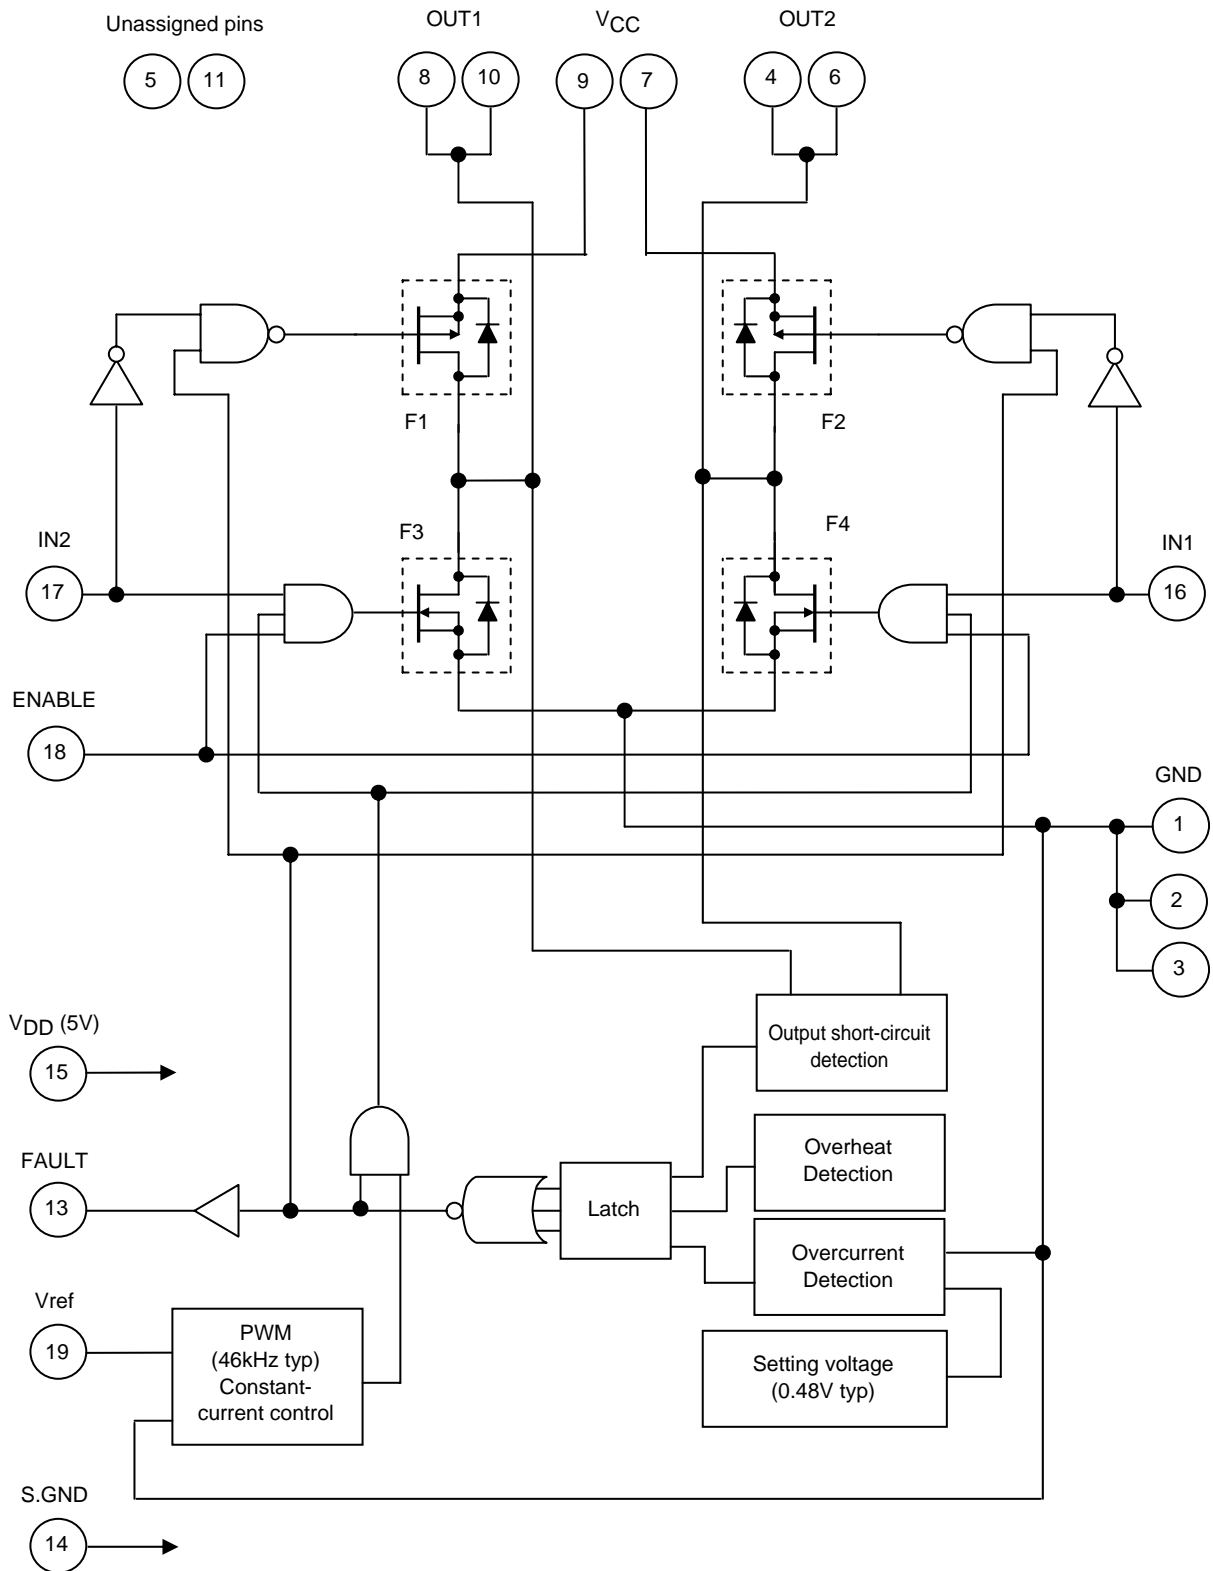 Unassigned pins
OUT1
VCC
OUT2
5
11
8
10
9
7
4
6
F1
F2
F3
F4
IN2
17
IN1
16
ENABLE
18
GND
1
2
3
VDD (5V)
15
Output short-circuit
detection
FAULT
13
Overheat
Detection
Latch
Overcurrent
Detection
Vref
19
PWM
(46kHz typ)
Constant-
current control
Setting voltage
(0.48V typ)
S.GND
14